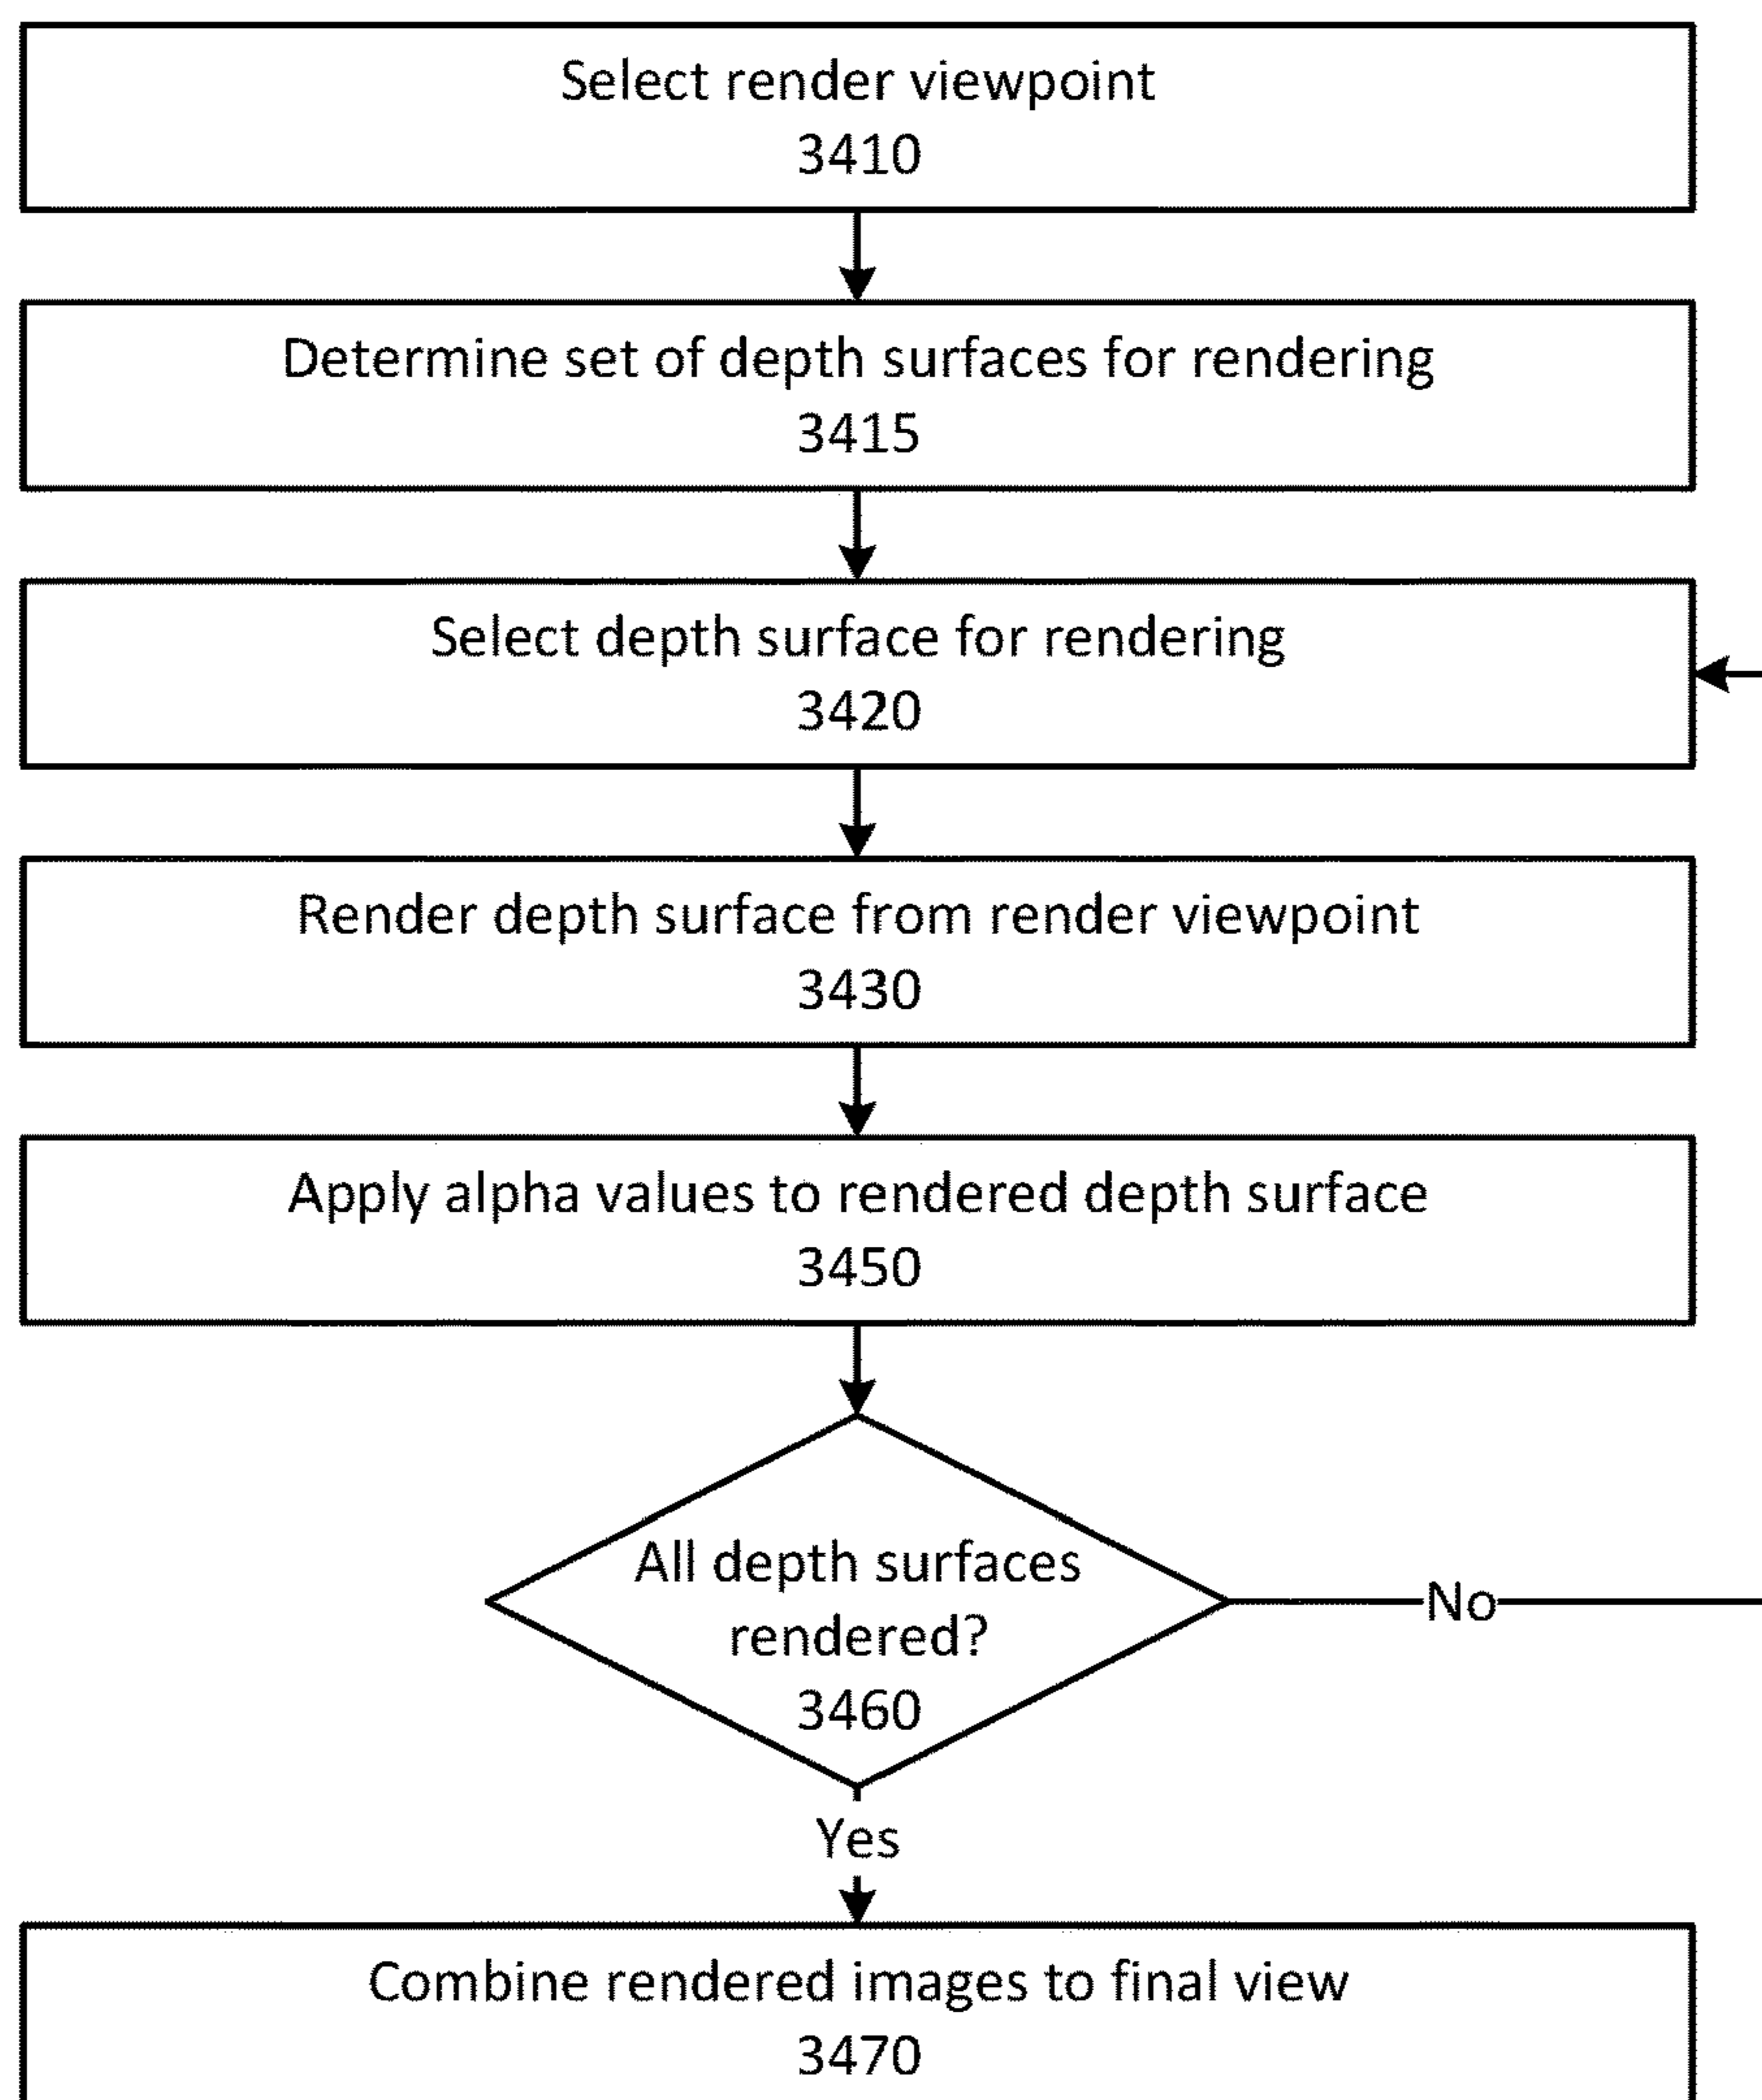 Select render viewpoint
3410
Determine set of depth surfaces for rendering
3415
Select depth surface for rendering
3420
Render depth surface from render viewpoint
3430
Apply alpha values to rendered depth surface
3450
All depth surfaces
rendered?
3460
No
Yes
Combine rendered images to final view
3470